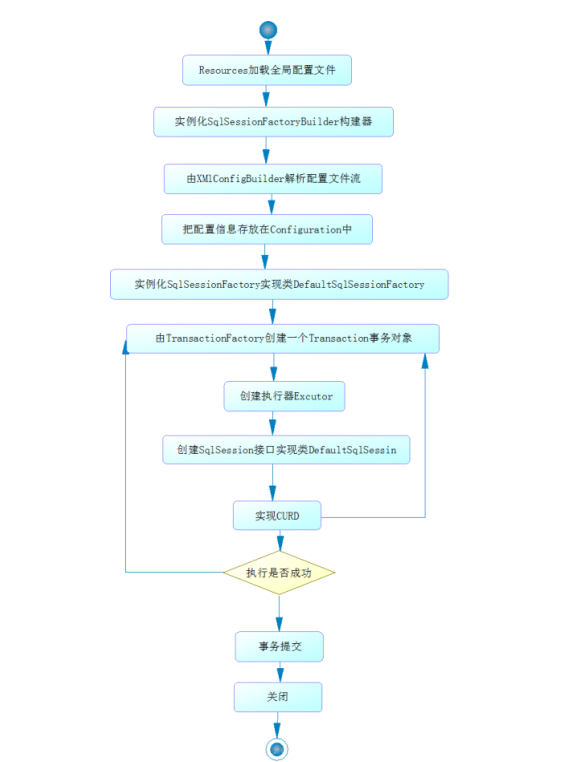 Resources加载全局配置文件
实例化SqlSessionFactoryBuilder构建器
由XMlConfigBuilder解析配置文件流
把配置信息存放在Configuration中
实例化SqlSessionFactory实现类DefaultSqlSessionFactory
由TransactionFactory创建一个Transaction事务对象
创建执行器Excutor
创建SqlSession接口实现类DefaultSqlSessin
实现CURD
执行是否成功
事务提交
关闭